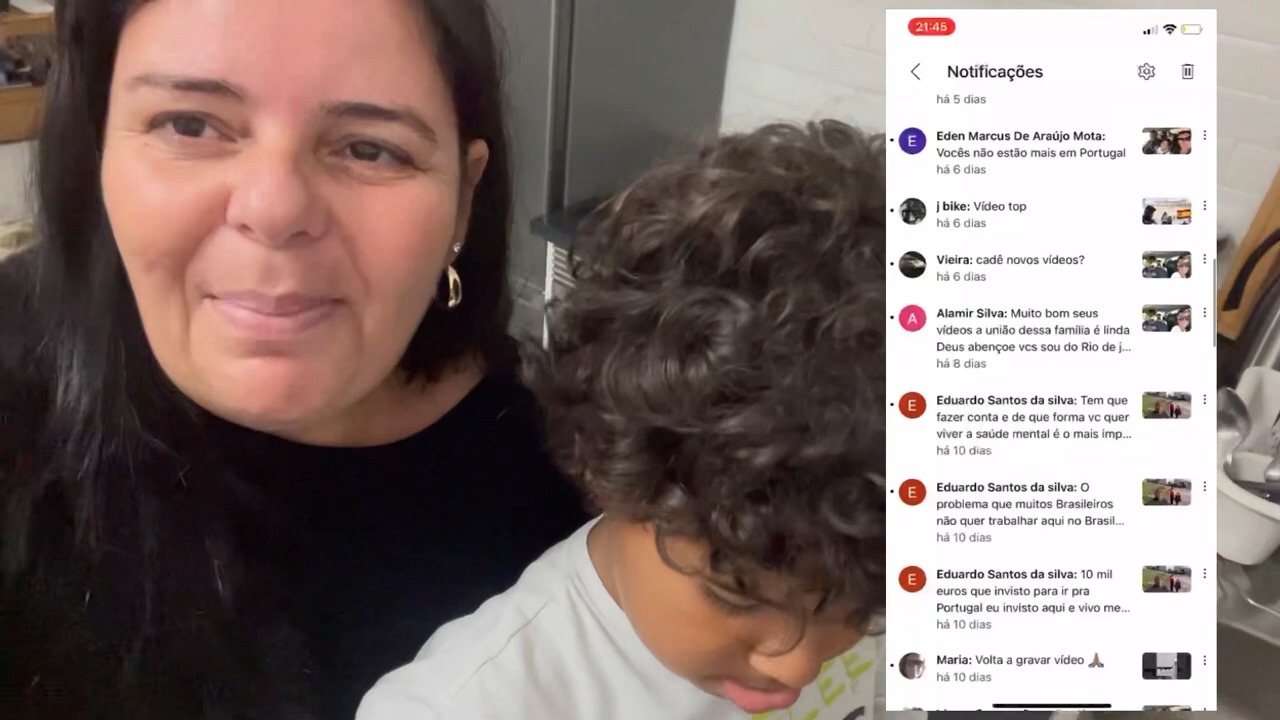 21:45
Notificações
há 5 dias
E
Eden Marcus De Araújo Mota:
Vocês não estão mais em Portugal
há 6 dias
j bike: Vídeo top
há 6 dias
Vieira: cadê novos vídeos?
há 6 dias
A
Alamir Silva: Muito bom seus
vídeos a união dessa família é linda
Deus abençoe vcs sou do Rio de j...
há 8 dias
E
Eduardo Santos da silva: Tem que
fazer conta e de que forma vc quer
viver a saúde mental é o mais imp...
há 10 dias
E
Eduardo Santos da silva: O
problema que muitos Brasileiros
não quer trabalhar aqui no Brasil...
há 10 dias
E
Eduardo Santos da silva: 10 mil
euros que invisto para ir pra
Portugal eu invisto aqui e vivo me...
há 10 dias
Maria: Volta a gravar vídeo 🙏🏽
há 10 dias